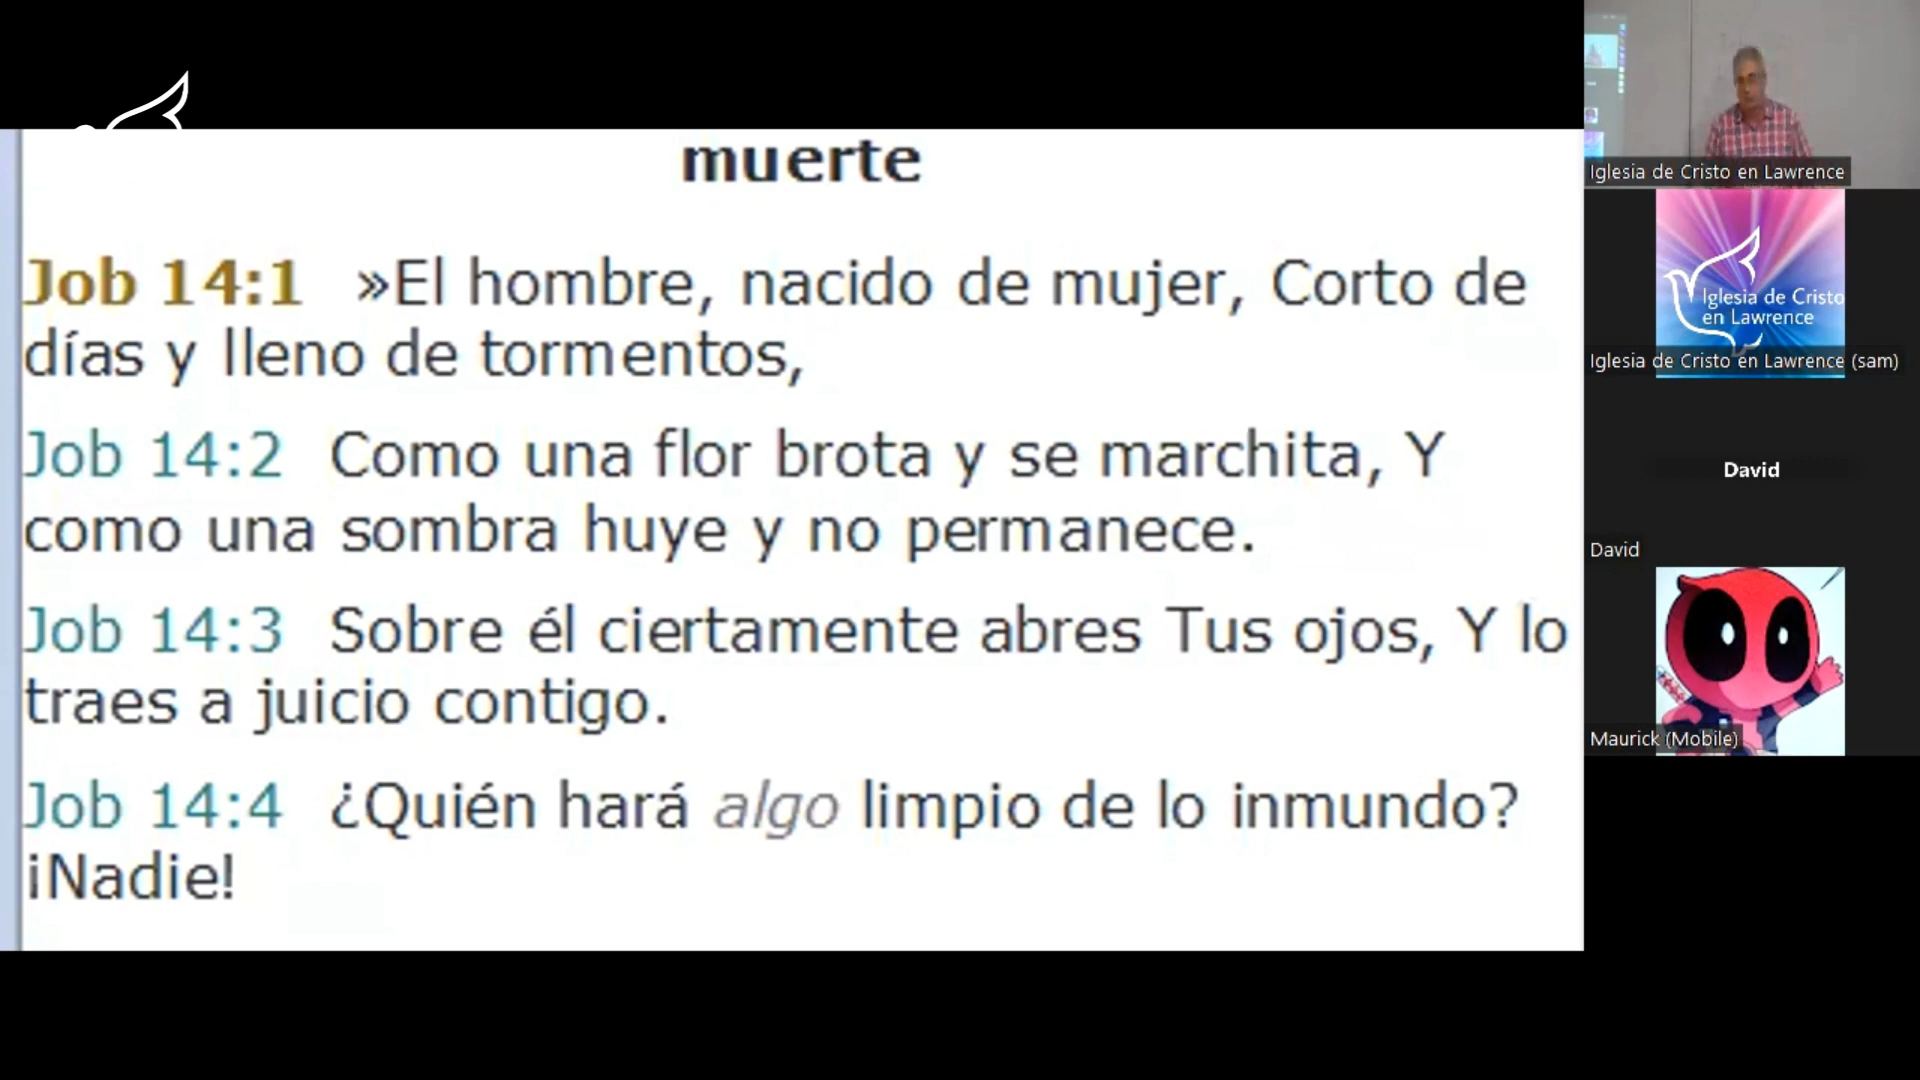 muerte
Job 14:1 »El hombre, nacido de mujer, Corto de
días y lleno de tormentos,
Job 14:2 Como una flor brota y se marchita, Y
como una sombra huye y no permanece.
Job 14:3 Sobre él ciertamente abres Tus ojos, Y lo
traes a juicio contigo.
Job 14:4 ¿Quién hará algo limpio de lo inmundo?
¡Nadie!
Iglesia de Cristo en Lawrence
Iglesia de Cristo
en Lawrence
Iglesia de Cristo en Lawrence (sam)
David
David
Maurick (Mobile)